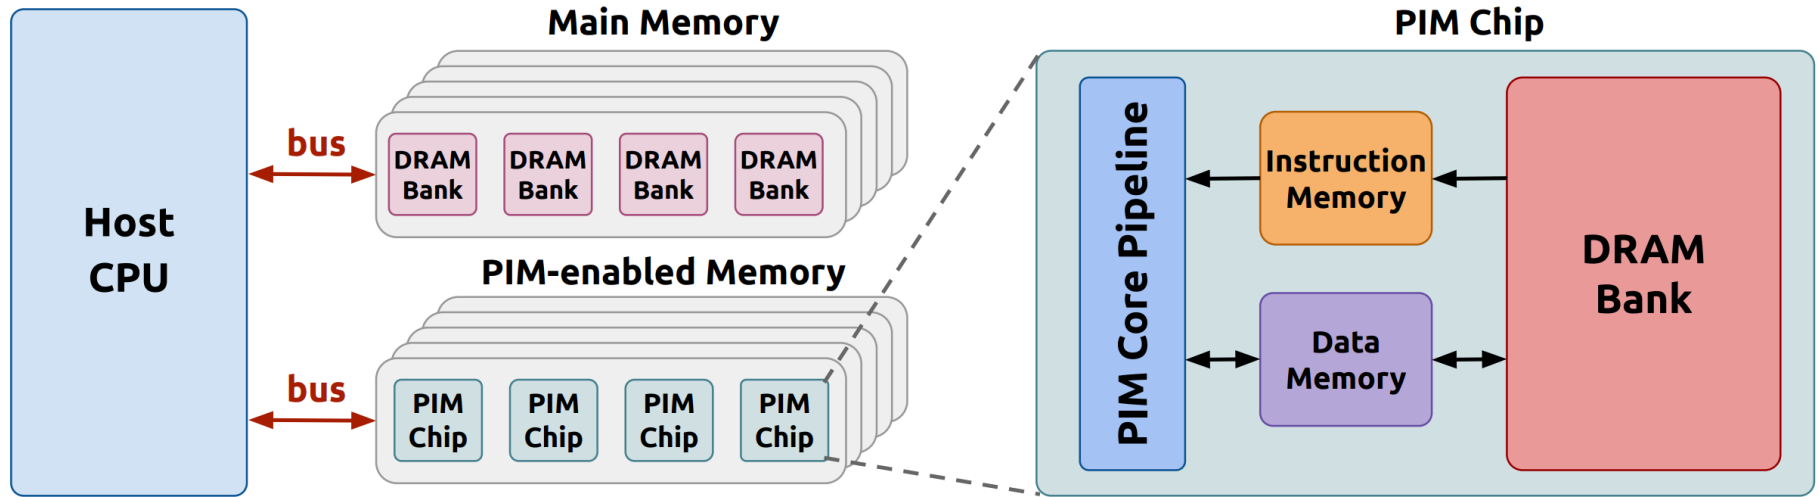 Main Memory
PIM Chip
Host
CPU
bus
DRAM
Bank
DRAM
Bank
DRAM
Bank
DRAM
Bank
PIM-enabled Memory
bus
PIM
Chip
PIM
Chip
PIM
Chip
PIM
Chip
PIM Core Pipeline
Instruction
Memory
Data
Memory
DRAM
Bank